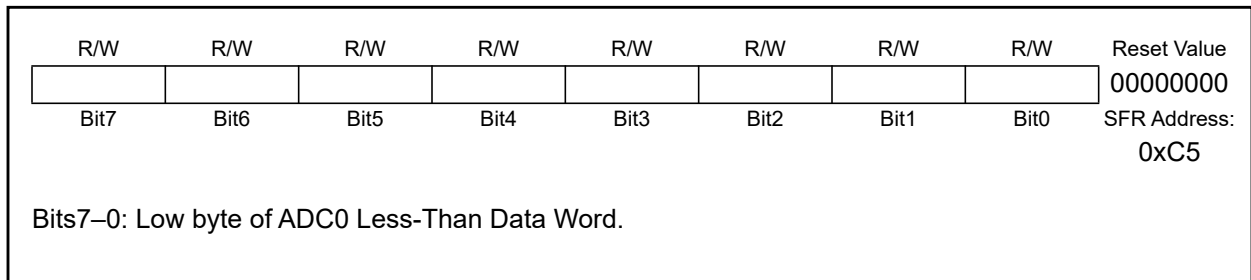 R/W R/W R/W R/W R/W R/W R/W R/W Reset Value
00000000
Bit7 Bit6 Bit5 Bit4 Bit3 Bit2 Bit1 Bit0 SFR Address:
0xC5
Bits7–0: Low byte of ADC0 Less-Than Data Word.